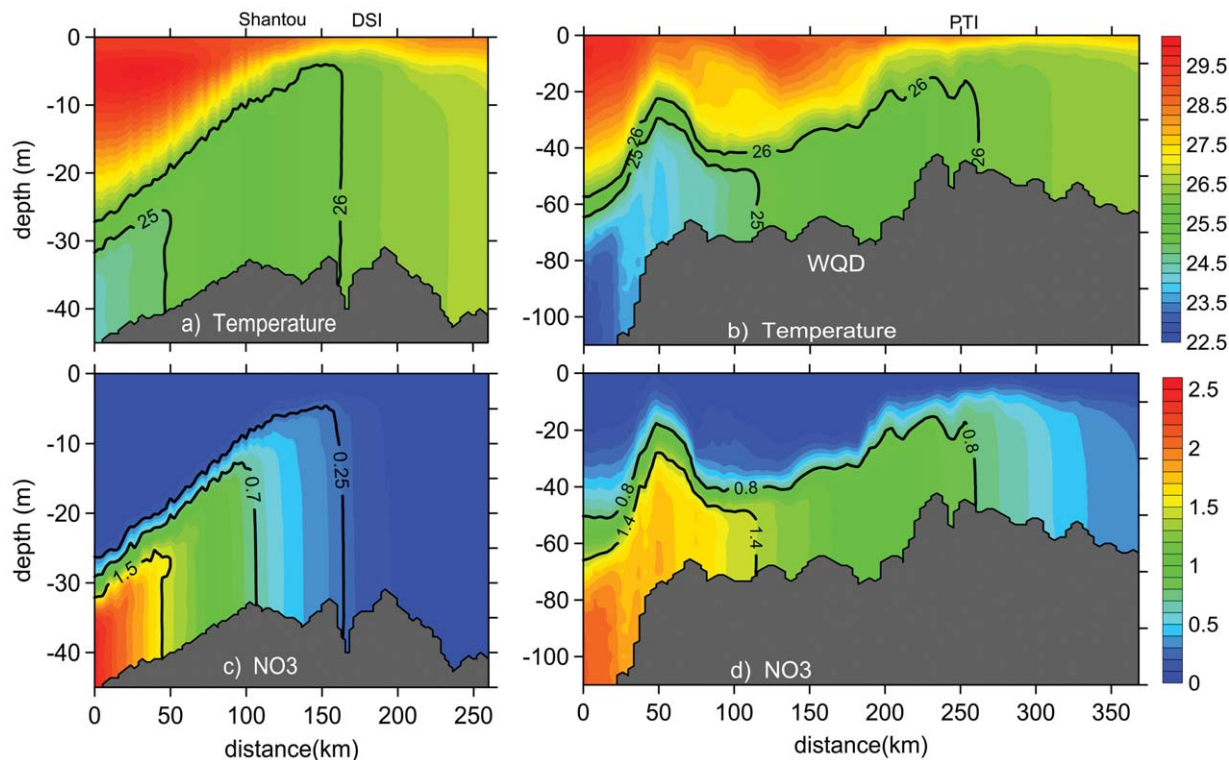 Shantou DSI PTI
0 0 29.5
-10 -20 28.5
-20 -40 27.5
-30 -60 26.5
-40 -80 25.5
-100 24.5
23.5
22.5
depth (m)
25
26
a) Temperature
26
25
26
26
26
25
WQD
b) Temperature
0 0 2.5
-10 -20 2
-20 -40 1.5
-30 -60 1
-40 -80 0.5
-100 0
depth (m)
1.5
0.7
0.25
c) NO3
0.8
1.4
0.8
1.4
0.8
d) NO3
0 50 100 150 200 250
distance(km)
0 50 100 150 200 250 300 350
distance(km)